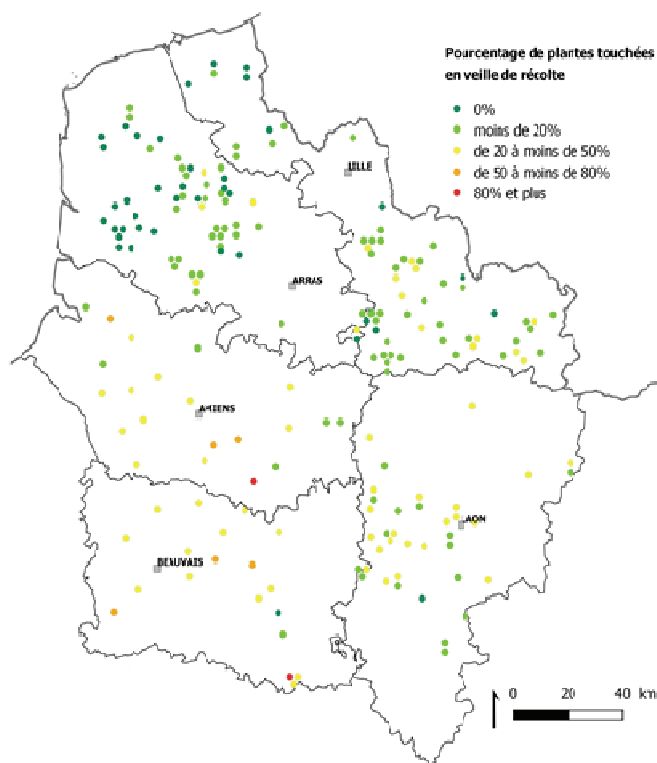 Pourcentage de plantes touchées
en veille de récolte
0%
moins de 20%
de 20 à moins de 50%
de 50 à moins de 80%
80% et plus
LILLE
ARRAS
AMIENS
AON
BEAUVAIS
0 20 40 km